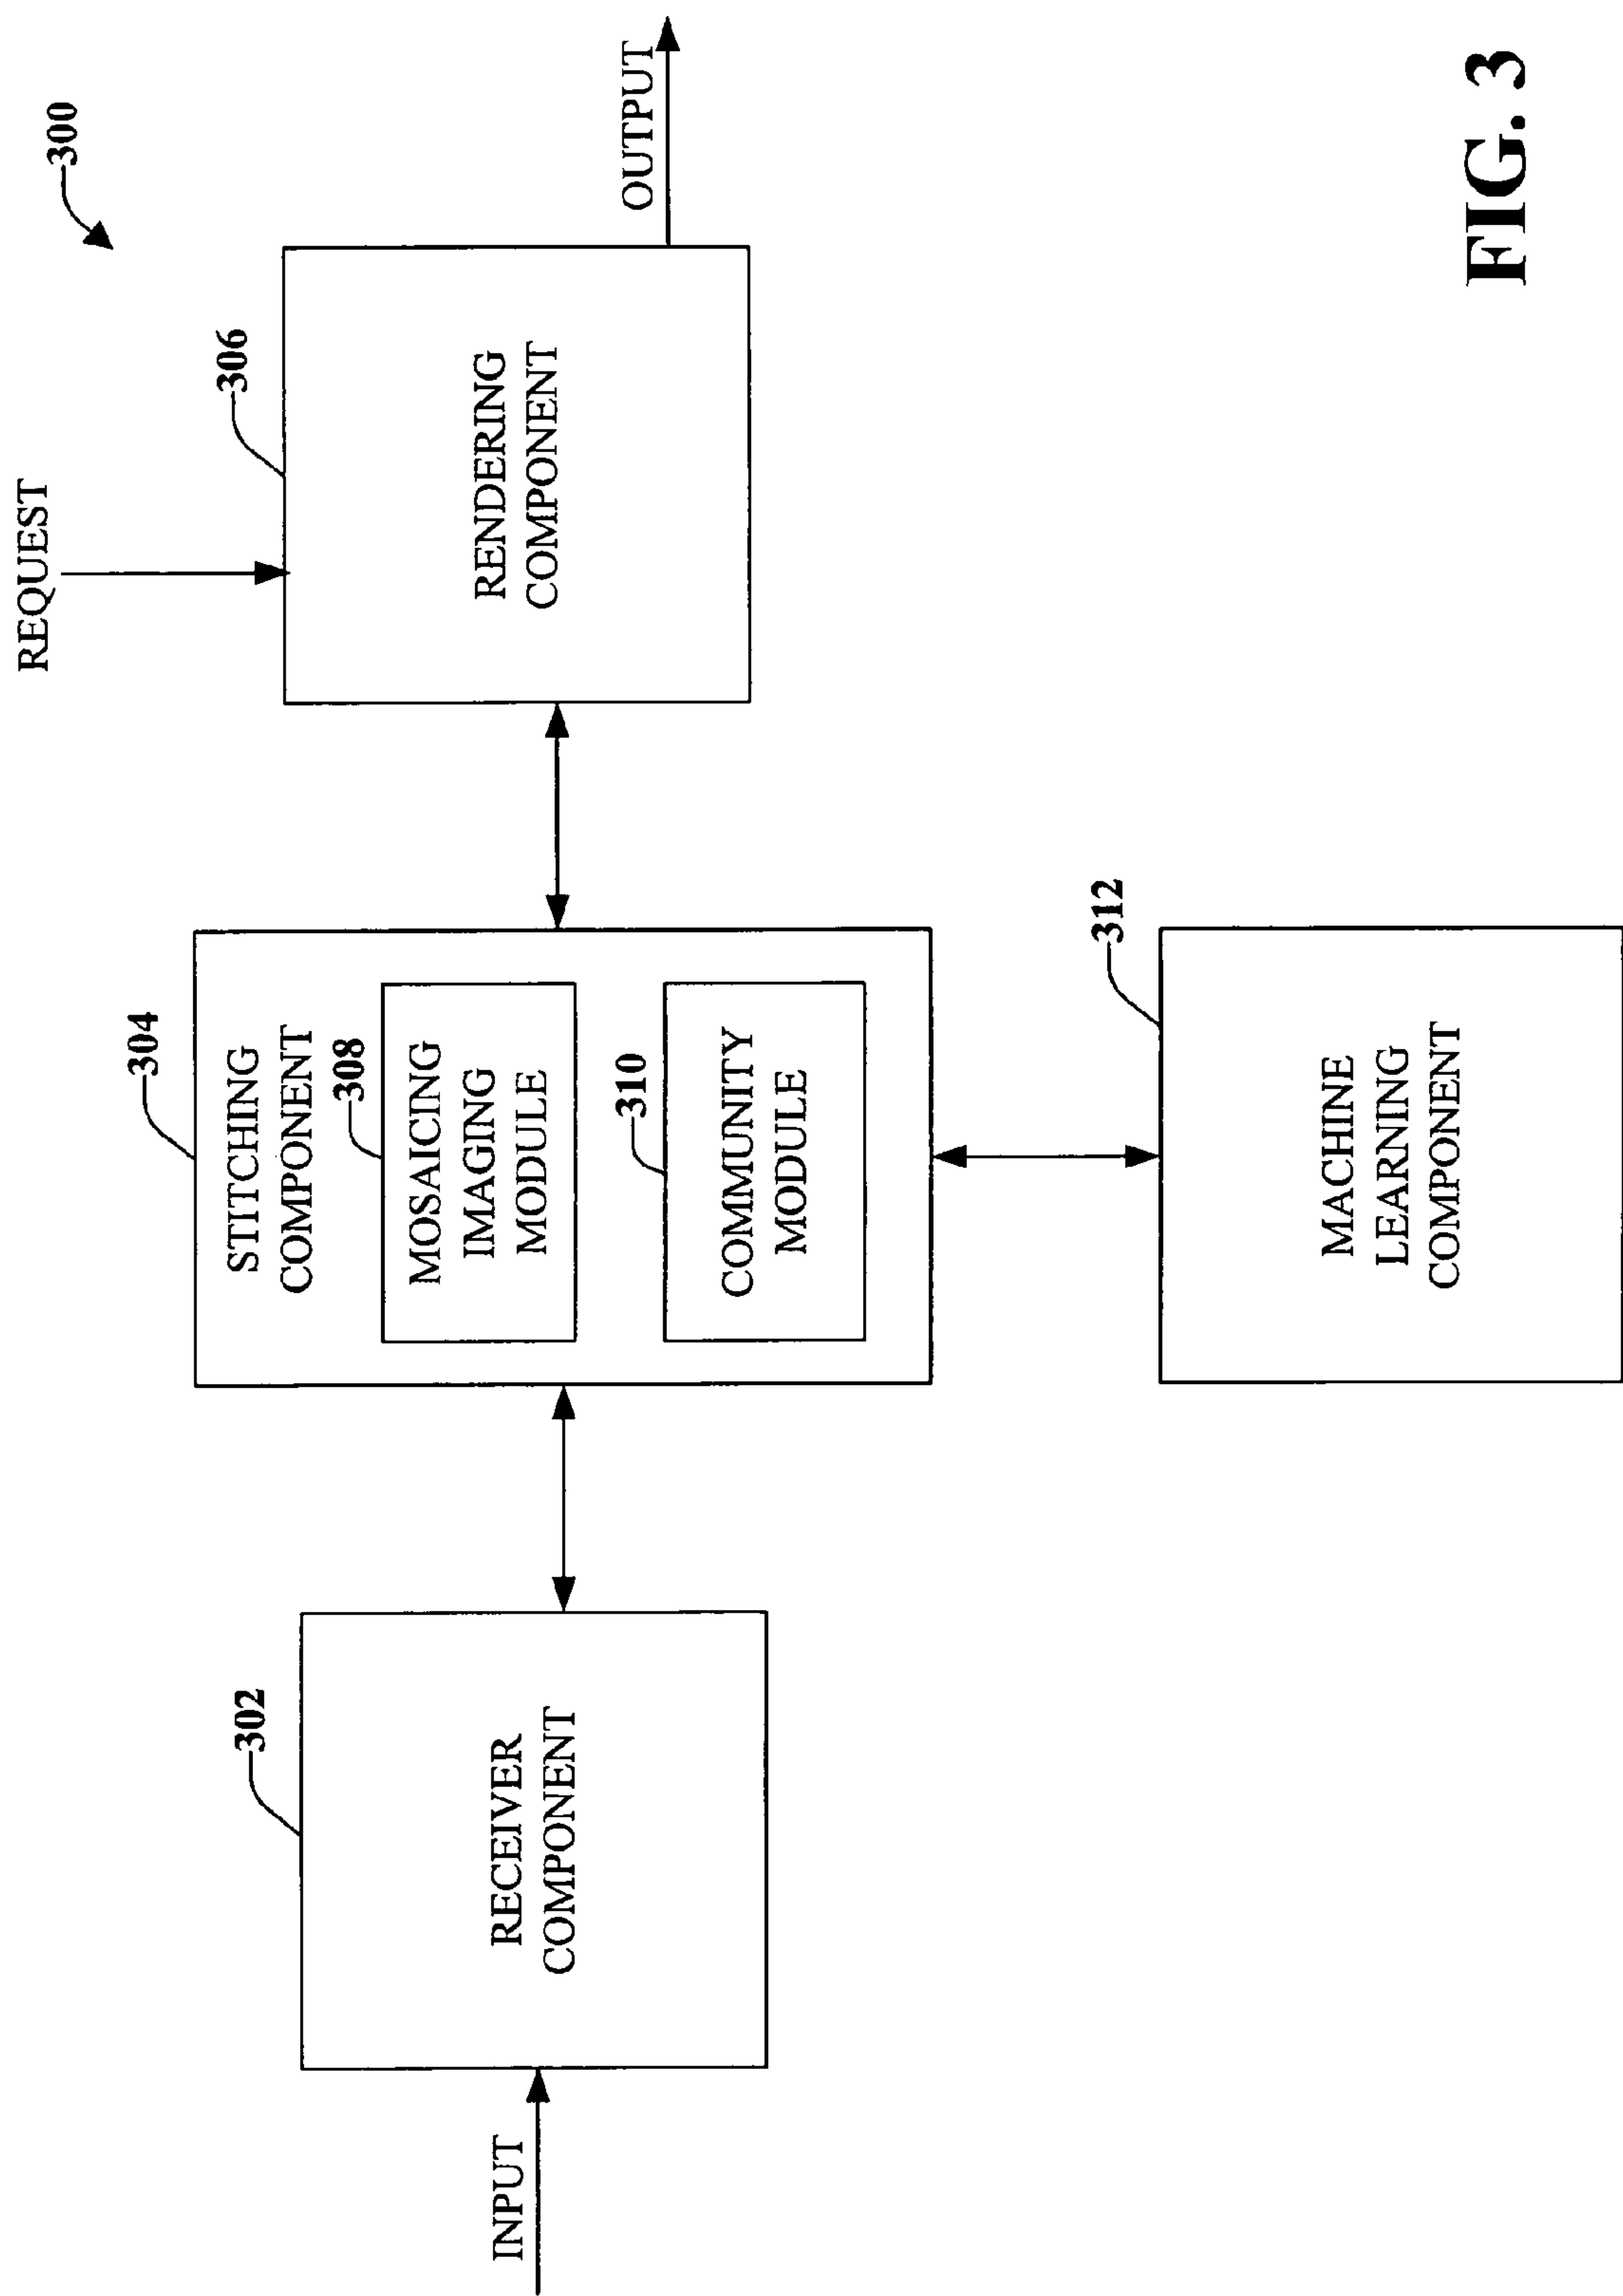 300
REQUEST
306
RENDERING
COMPONENT
OUTPUT
304
STITCHING
COMPONENT
308
MOSAICING
IMAGING
MODULE
310
COMMUNITY
MODULE
302
RECEIVER
COMPONENT
INPUT
312
MACHINE
LEARNING
COMPONENT
FIG. 3